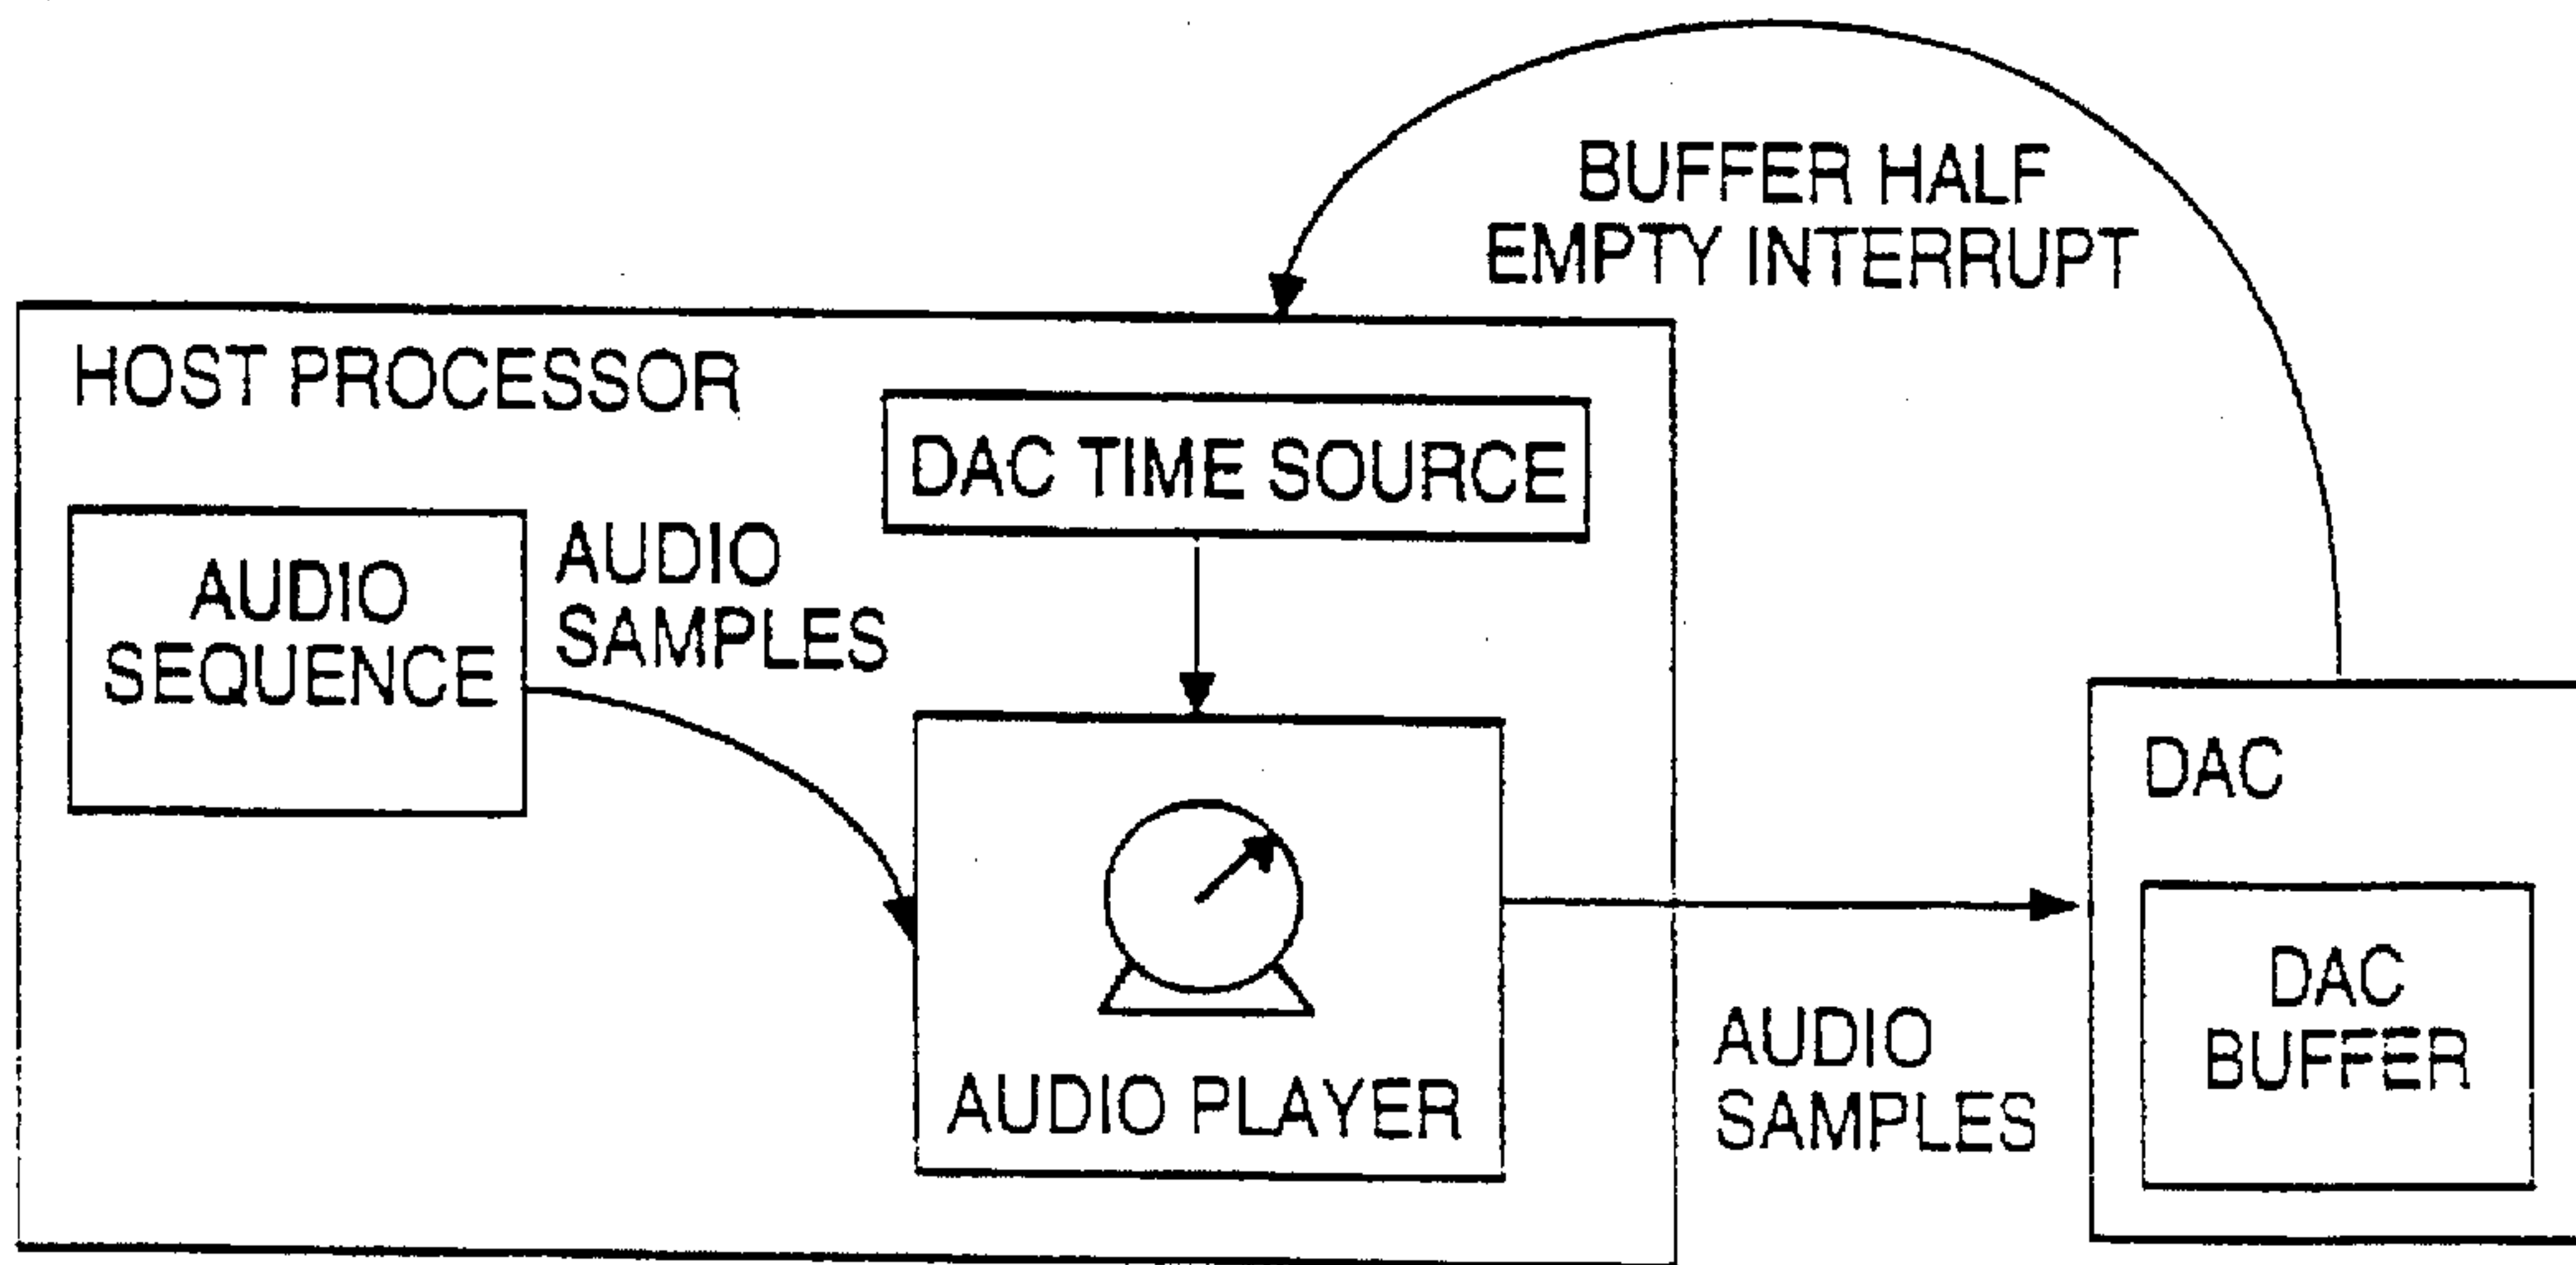 BUFFER HALF
EMPTY INTERRUPT
HOST PROCESSOR
DAC TIME SOURCE
AUDIO
SEQUENCE
AUDIO
SAMPLES
AUDIO PLAYER
AUDIO
SAMPLES
DAC
DAC
BUFFER